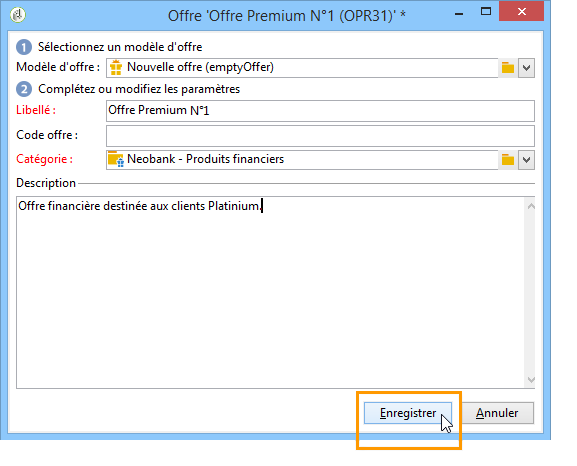 Offre 'Offre Premium N°1 (OPR31)' *
1 Sélectionnez un modèle d'offre
Modèle d'offre : Nouvelle offre (emptyOffer)
2 Complétez ou modifiez les paramètres
Libellé : Offre Premium N°1
Code offre :
Catégorie : Neobank - Produits financiers
Description
Offre financière destinée aux clients Platinium.
Enregistrer Annuler